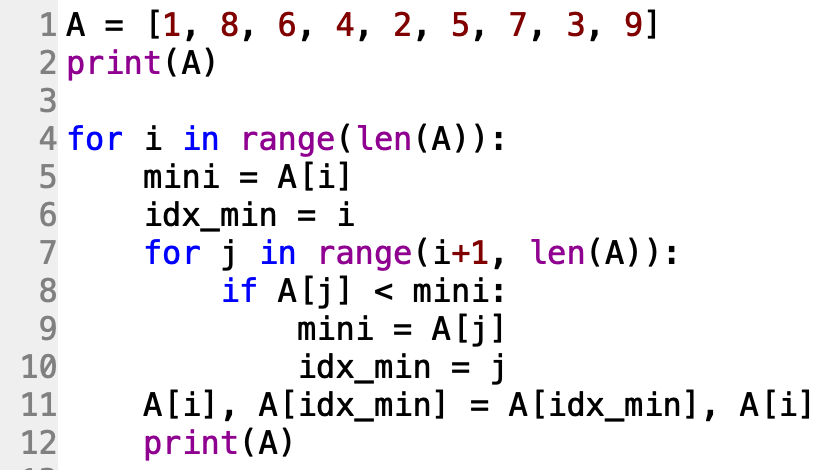 1 A = [1, 8, 6, 4, 2, 5, 7, 3, 9]
2 print(A)
3
4 for i in range(len(A)):
5     mini = A[i]
6     idx_min = i
7     for j in range(i+1, len(A)):
8         if A[j] < mini:
9             mini = A[j]
10             idx_min = j
11     A[i], A[idx_min] = A[idx_min], A[i]
12     print(A)